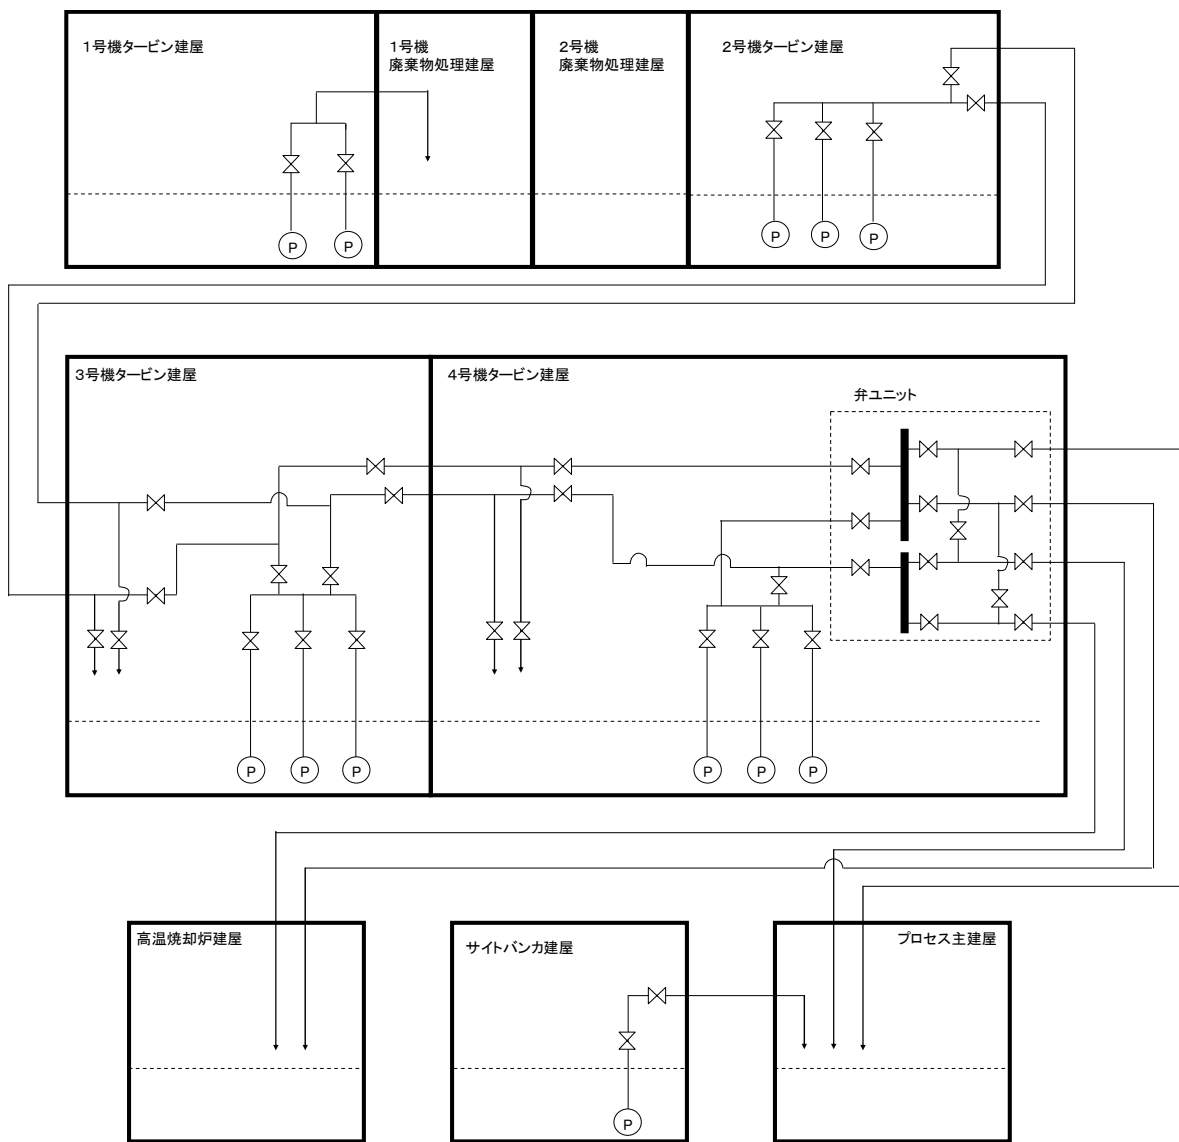 1号機タービン建屋
1号機
廃棄物処理建屋
2号機
廃棄物処理建屋
2号機タービン建屋
P
P
P
P
P
3号機タービン建屋
4号機タービン建屋
弁ユニット
P
P
P
P
P
P
高温焼却炉建屋
サイトバンカ建屋
プロセス主建屋
P